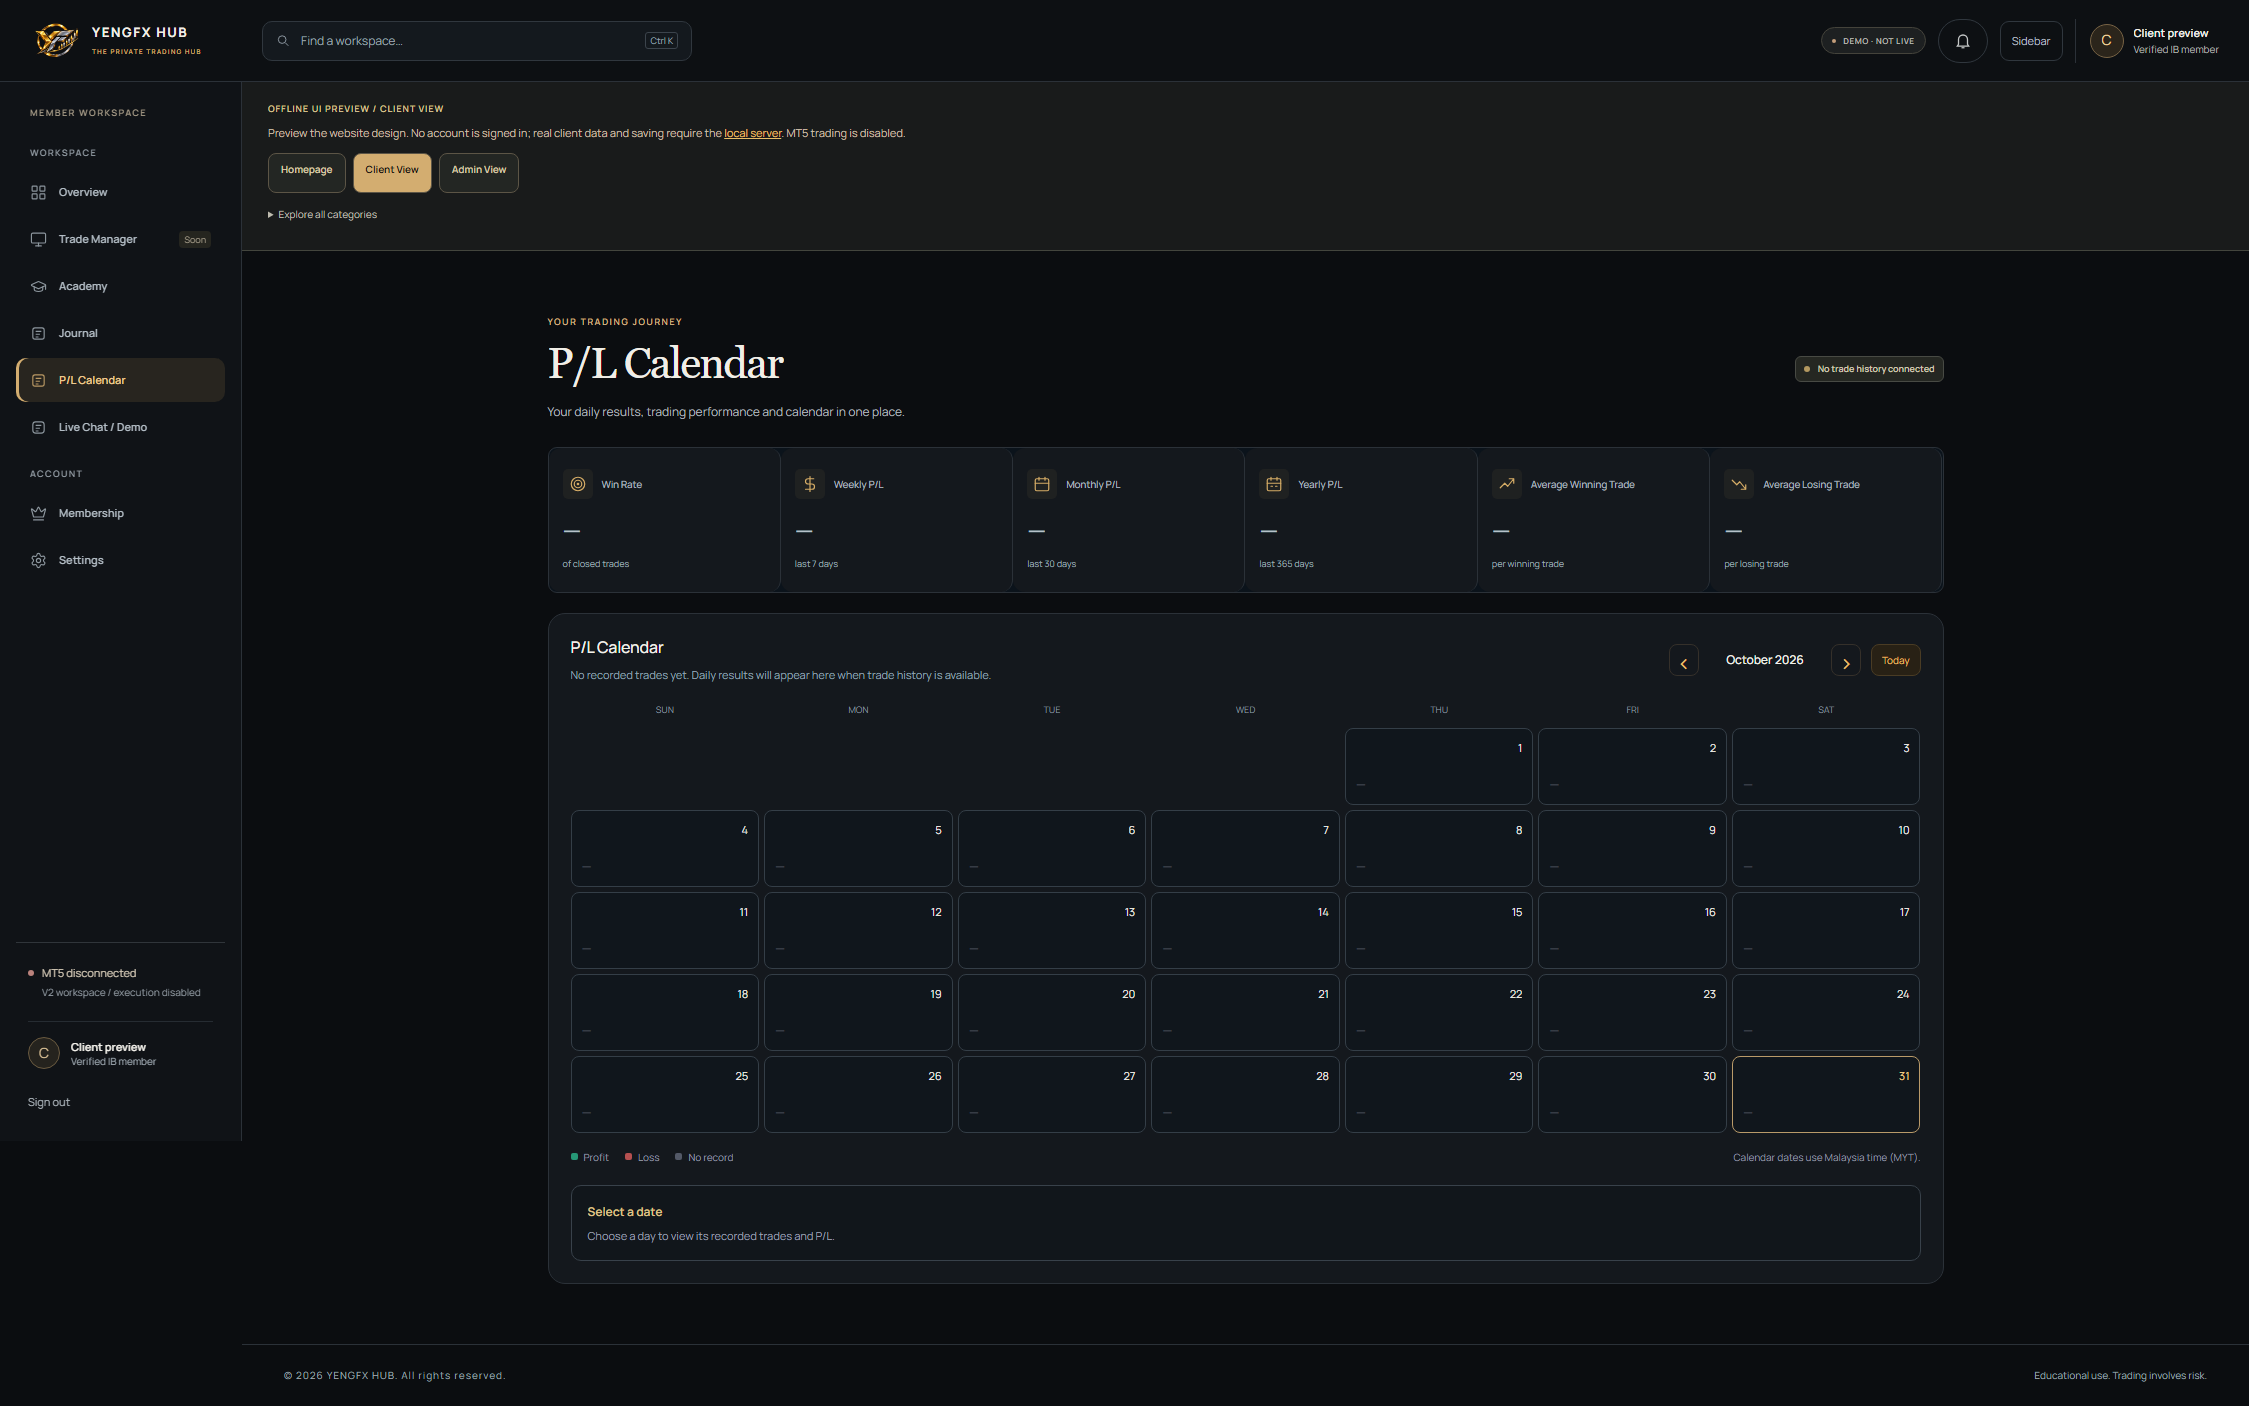 YENGFX HUB
THE PRIVATE TRADING HUB
Find a workspace...
Ctrl K
DEMO - NOT LIVE
Sidebar
C
Client preview
Verified IB member
MEMBER WORKSPACE
WORKSPACE
Overview
Trade Manager
Soon
Academy
Journal
P/L Calendar
Live Chat / Demo
ACCOUNT
Membership
Settings
MT5 disconnected
V2 workspace / execution disabled
C
Client preview
Verified IB member
Sign out
OFFLINE UI PREVIEW / CLIENT VIEW
Preview the website design. No account is signed in; real client data and saving require the local server. MT5 trading is disabled.
Homepage
Client View
Admin View
Explore all categories
YOUR TRADING JOURNEY
P/L Calendar
Your daily results, trading performance and calendar in one place.
No trade history connected
Win Rate
—
of closed trades
Weekly P/L
—
last 7 days
Monthly P/L
—
last 30 days
Yearly P/L
—
last 365 days
Average Winning Trade
—
per winning trade
Average Losing Trade
—
per losing trade
P/L Calendar
No recorded trades yet. Daily results will appear here when trade history is available.
October 2026
Today
SUN MON TUE WED THU FRI SAT
1 2 3
— — —
4 5 6 7 8 9 10
— — — — — — —
11 12 13 14 15 16 17
— — — — — — —
18 19 20 21 22 23 24
— — — — — — —
25 26 27 28 29 30 31
— — — — — — —
Profit Loss No record
Calendar dates use Malaysia time (MYT).
Select a date
Choose a day to view its recorded trades and P/L.
© 2026 YENGFX HUB. All rights reserved.
Educational use. Trading involves risk.